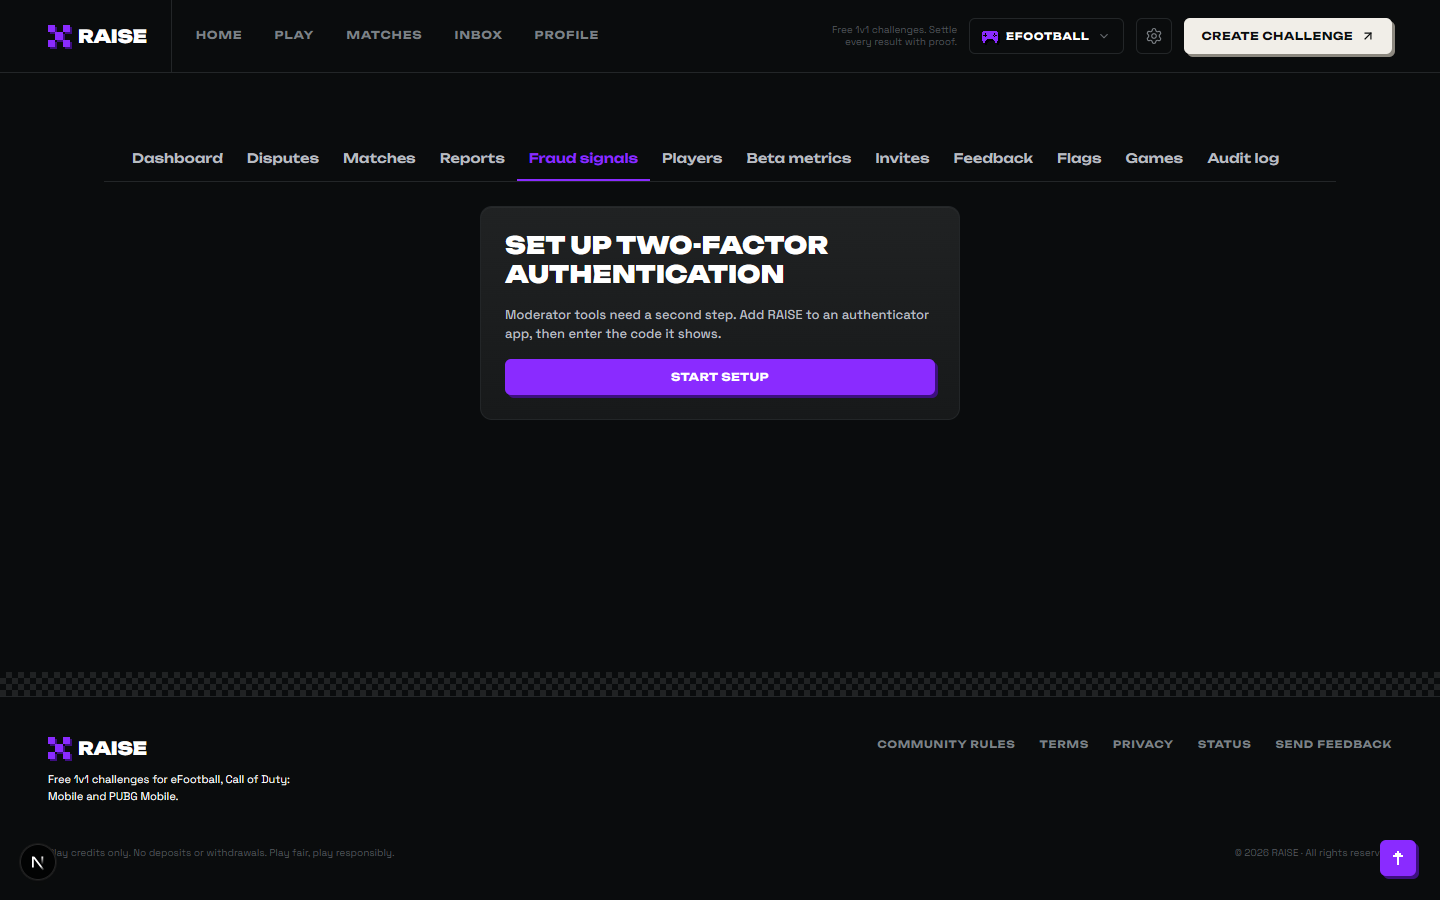 RAISE
HOME PLAY MATCHES INBOX PROFILE
Free 1v1 challenges. Settle
every result with proof.
EFOOTBALL
CREATE CHALLENGE
Dashboard Disputes Matches Reports Fraud signals Players Beta metrics Invites Feedback Flags Games Audit log
SET UP TWO-FACTOR
AUTHENTICATION
Moderator tools need a second step. Add RAISE to an authenticator
app, then enter the code it shows.
START SETUP
RAISE
COMMUNITY RULES TERMS PRIVACY STATUS SEND FEEDBACK
Free 1v1 challenges for eFootball, Call of Duty:
Mobile and PUBG Mobile.
N
credits only. No deposits or withdrawals. Play fair, play responsibly.
© 2026 RAISE · All rights